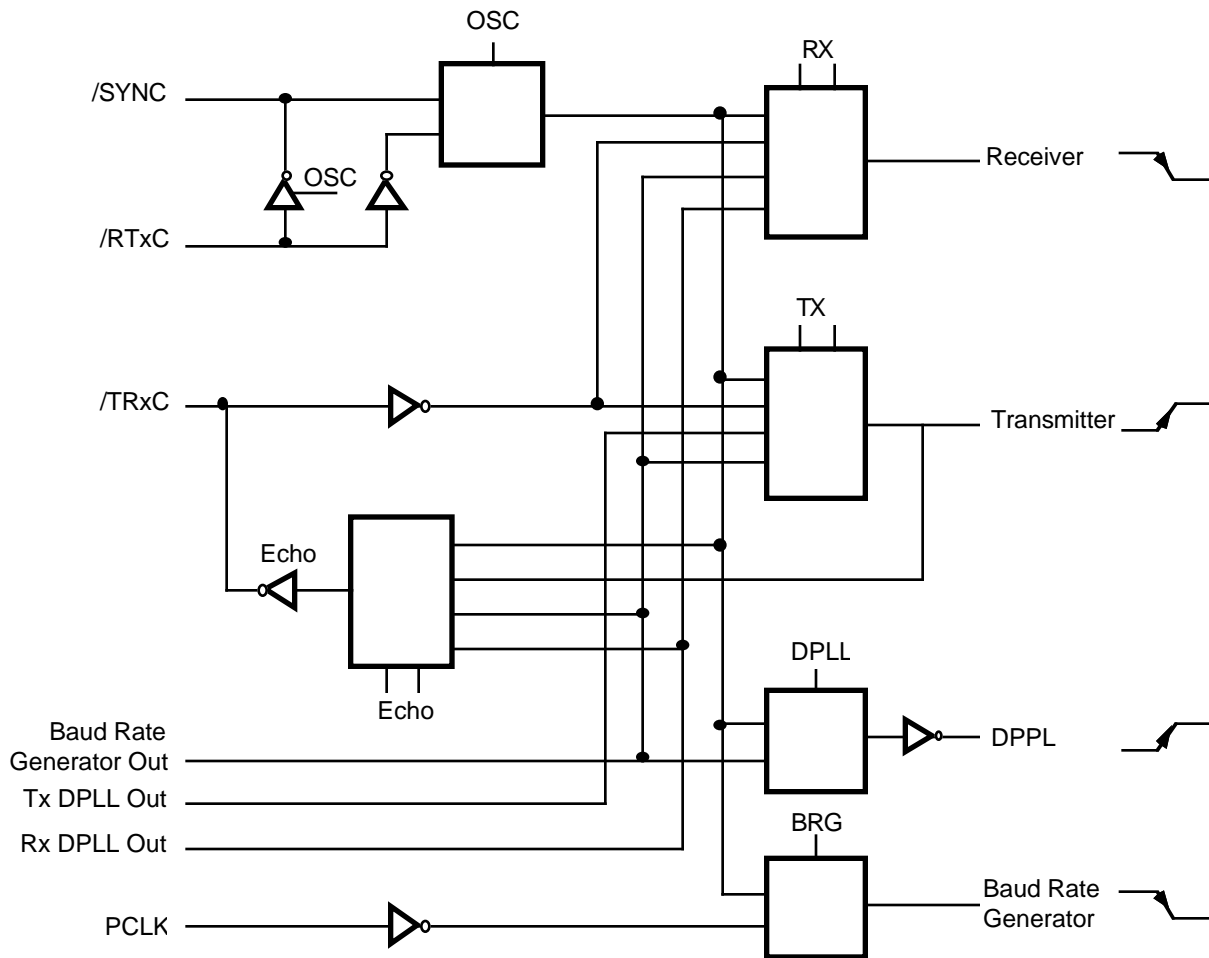 OSC
/SYNC
RX
Receiver
OSC
/RTxC
TX
/TRxC
Transmitter
Echo
DPLL
Echo
Baud Rate
Generator Out
DPPL
Tx DPLL Out
Rx DPLL Out
BRG
Baud Rate
Generator
PCLK